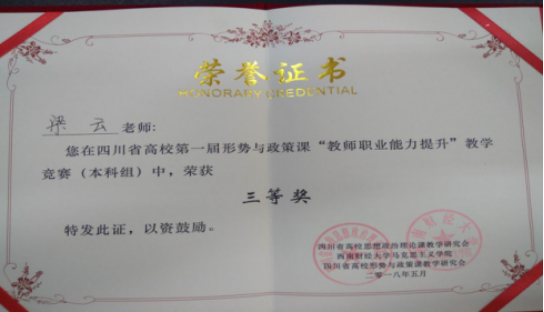 荣誉证书
HONORARY CREDENTIAL
梁云 老师:
您在四川省高校第一届形势与政策课“教师职业能力提升”教学
竞赛（本科组）中，荣获
三等奖
特发此证，以资鼓励。
四川省高校思想政治理论课教学研究会
西南财经大学马克思主义学院
四川省高校形势与政策课教学研究会
二〇一八年五月